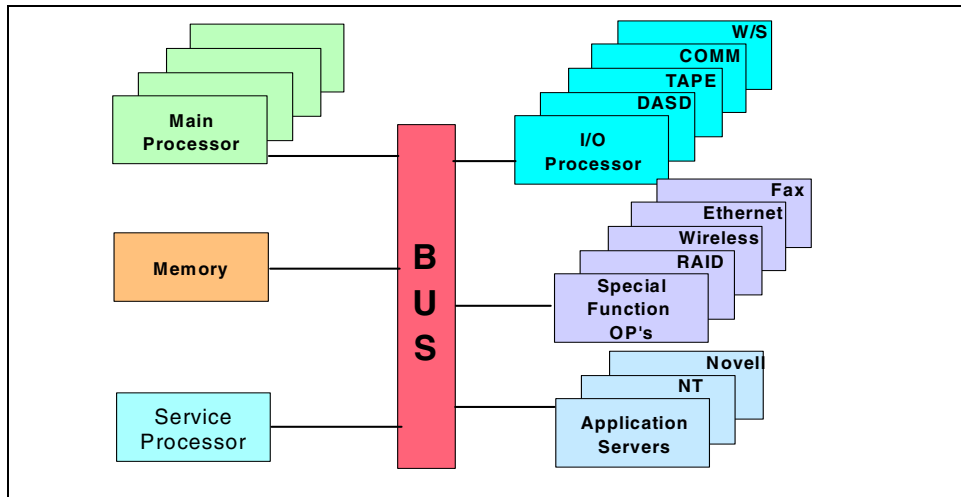 Main
Processor
Memory
Service
Processor
B
U
S
W/S
COMM
TAPE
DASD
I/O
Processor
Fax
Ethernet
Wireless
RAID
Special
Function
OP's
Novell
NT
Application
Servers